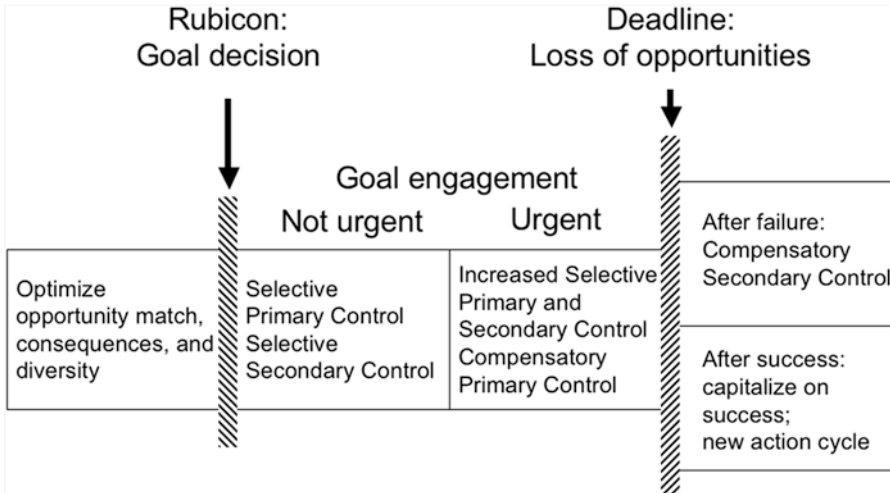 Rubicon:
Goal decision
Deadline:
Loss of opportunities
Goal engagement
Not urgent
Urgent
Optimize
opportunity match,
consequences, and
diversity
Selective
Primary Control
Selective
Secondary Control
Increased Selective
Primary and
Secondary Control
Compensatory
Primary Control
After failure:
Compensatory
Secondary Control
After success:
capitalize on
success;
new action cycle